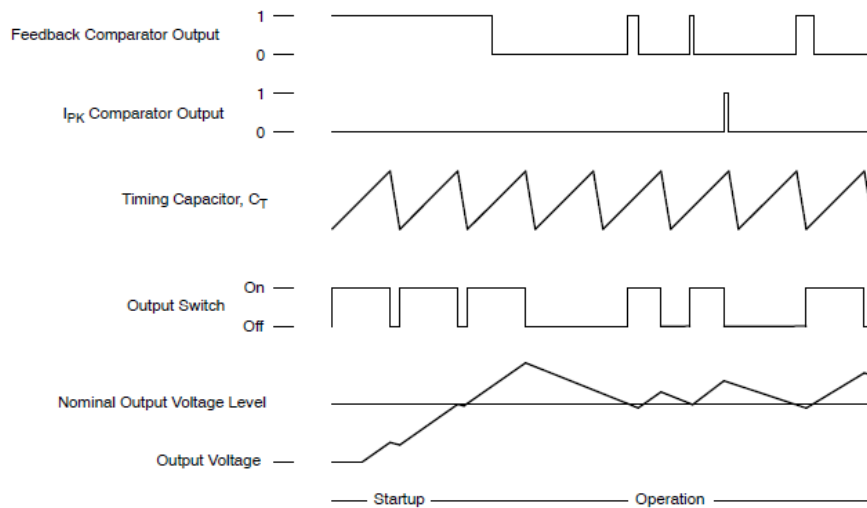 1
Feedback Comparator Output
0
1
IPK Comparator Output
0
Timing Capacitor, CT
On
Output Switch
Off
Nominal Output Voltage Level
Output Voltage
Startup Operation